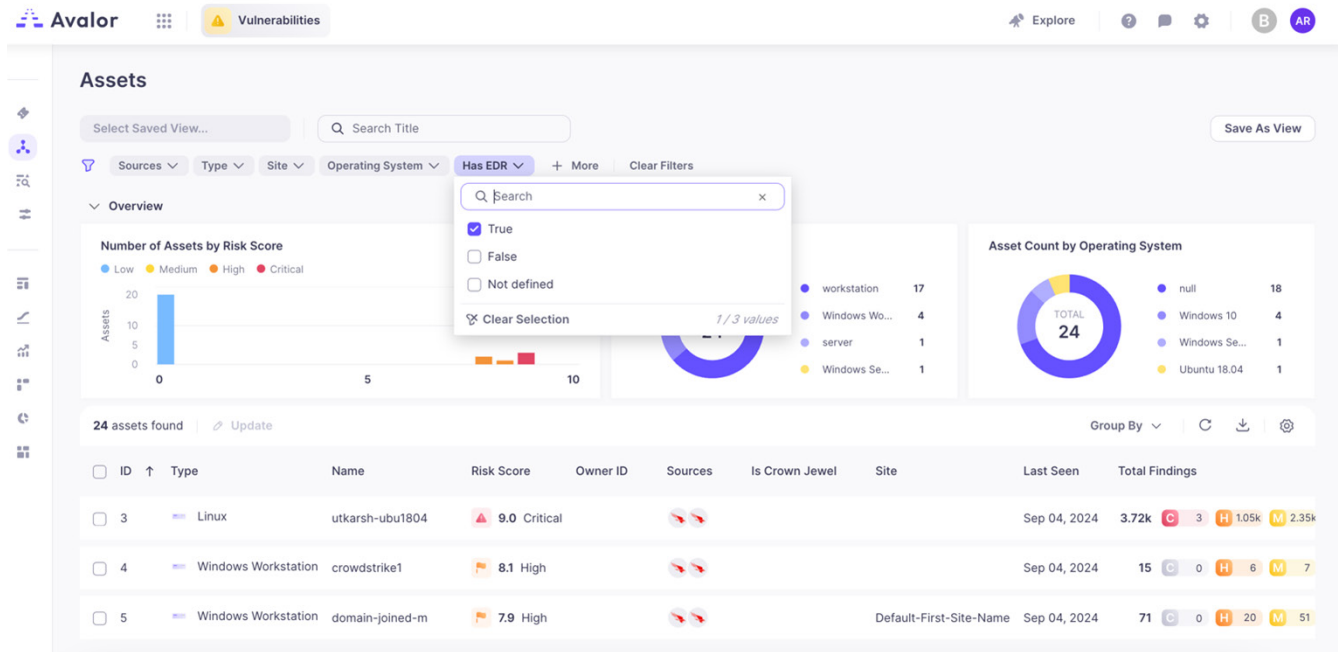 Avalor
Vulnerabilities
Explore
B
AR
Assets
Select Saved View...
Search Title
Save As View
Sources
Type
Site
Operating System
Has EDR
+ More
Clear Filters
Search
True
False
Not defined
Clear Selection
1 / 3 values
Overview
Number of Assets by Risk Score
Low Medium High Critical
Assets
20
10
5
0
0 5 10
workstation 17
Windows Wo... 4
server 1
Windows Se... 1
Asset Count by Operating System
TOTAL
24
null 18
Windows 10 4
Windows Se... 1
Ubuntu 18.04 1
24 assets found
Update
Group By
ID Type Name Risk Score Owner ID Sources Is Crown Jewel Site Last Seen Total Findings
3 Linux utkarsh-ubu1804 9.0 Critical Sep 04, 2024 3.72k C 3 H 1.05k M 2.35k
4 Windows Workstation crowdstrike1 8.1 High Sep 04, 2024 15 C 0 H 6 M 7
5 Windows Workstation domain-joined-m 7.9 High Default-First-Site-Name Sep 04, 2024 71 C 0 H 20 M 51